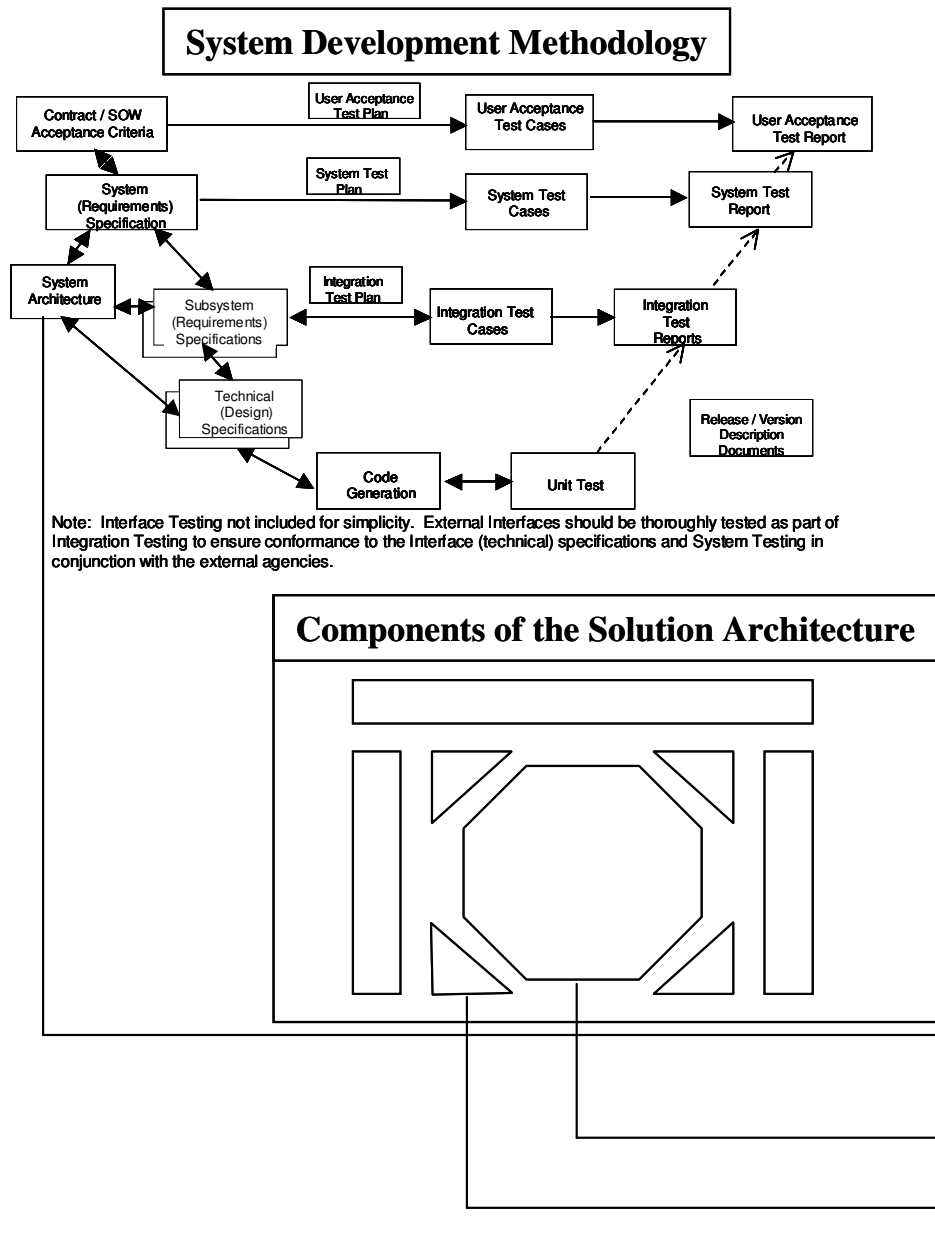 System Development Methodology
Contract / SOW
Acceptance Criteria
User Acceptance
Test Plan
User Acceptance
Test Cases
User Acceptance
Test Report
System
(Requirements)
Specification
System Test
Plan
System Test
Cases
System Test
Report
System
Architecture
Subsystem
(Requirements)
Specifications
Integration
Test Plan
Integration Test
Cases
Integration
Test
Reports
Technical
(Design)
Specifications
Release / Version
Description
Documents
Code
Generation
Unit Test
Note:  Interface Testing not included for simplicity.  External Interfaces should be thoroughly tested as part of
Integration Testing to ensure conformance to the Interface (technical) specifications and System Testing in
conjunction with the external agencies.
Components of the Solution Architecture